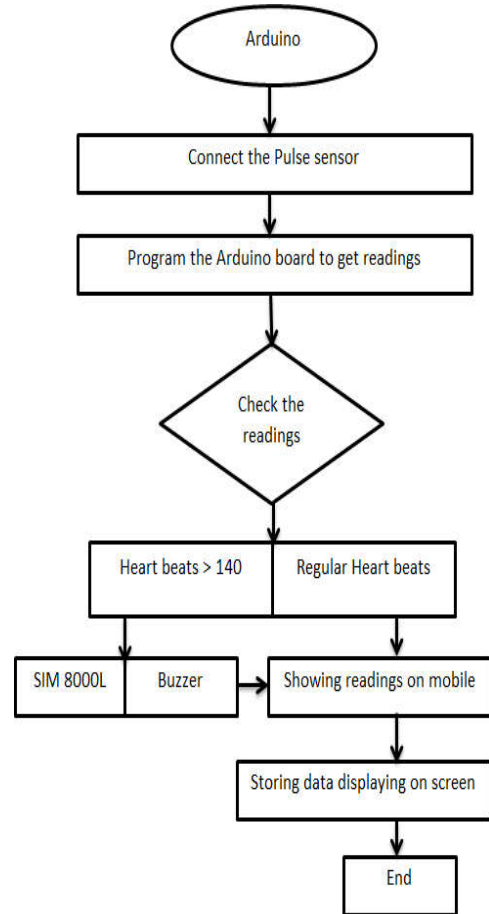 Arduino
Connect the Pulse sensor
Program the Arduino board to get readings
Check the
readings
Heart beats > 140
Regular Heart beats
SIM 8000L
Buzzer
Showing readings on mobile
Storing data displaying on screen
End